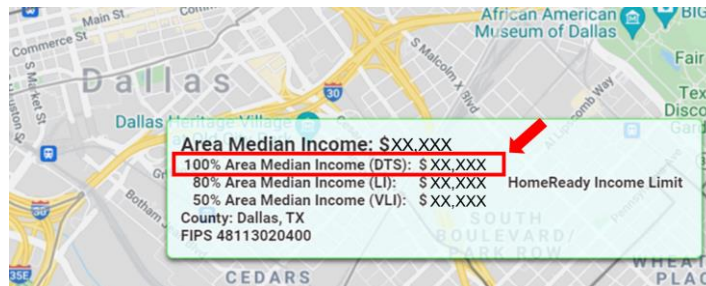 Main St
Commerce St
African American
Museum of Dallas
BIG
S Market St
Dallas
S Malcolm X Blvd
Fair
30
Tex
Disco
Gard
Dallas Heritage Village
Area Median Income: $XX,XXX
100% Area Median Income (DTS): $XX,XXX
80% Area Median Income (LI): $XX,XXX HomeReady Income Limit
50% Area Median Income (VLI): $XX,XXX
County: Dallas, TX
FIPS 48113020400
Botham
SOUTH
BOULEVARD/
PARK ROW
Pennsylv
35E
CEDARS
WHEAT
PLAC